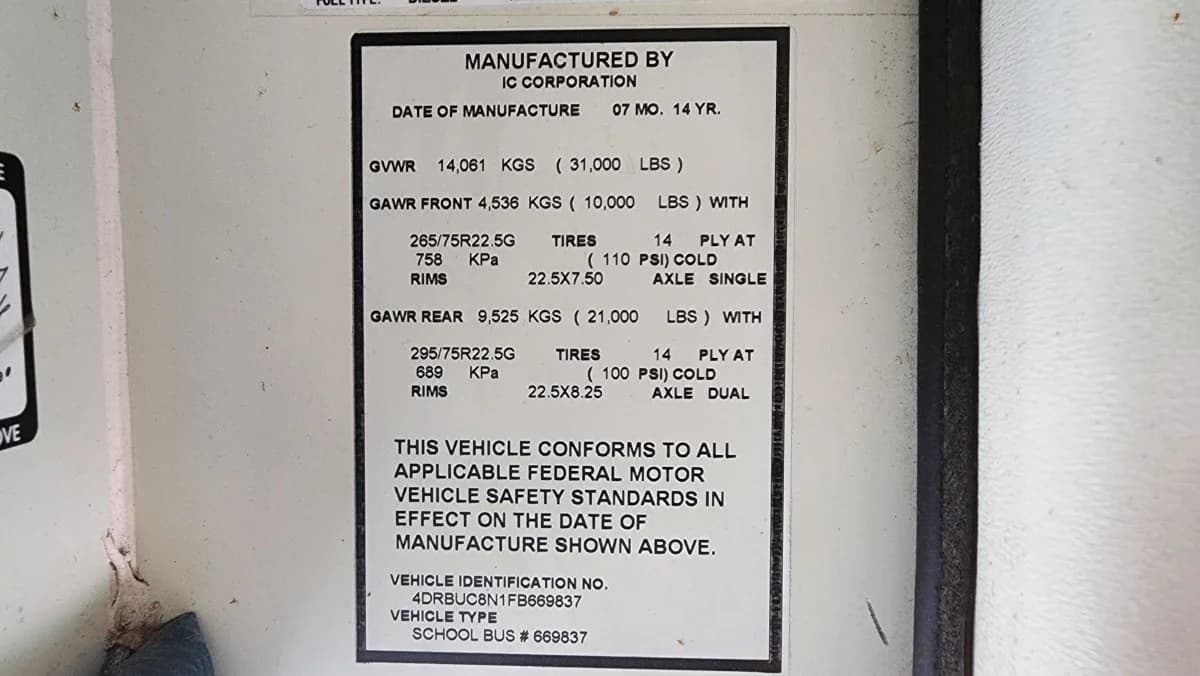 FUEL TYPE: DIESEL
MANUFACTURED BY
IC CORPORATION
DATE OF MANUFACTURE 07 MO. 14 YR.
GVWR 14,061 KGS ( 31,000 LBS )
GAWR FRONT 4,536 KGS ( 10,000 LBS ) WITH
265/75R22.5G TIRES 14 PLY AT
758 KPa ( 110 PSI) COLD
RIMS 22.5X7.50 AXLE SINGLE
GAWR REAR 9,525 KGS ( 21,000 LBS ) WITH
295/75R22.5G TIRES 14 PLY AT
689 KPa ( 100 PSI) COLD
RIMS 22.5X8.25 AXLE DUAL
THIS VEHICLE CONFORMS TO ALL
APPLICABLE FEDERAL MOTOR
VEHICLE SAFETY STANDARDS IN
EFFECT ON THE DATE OF
MANUFACTURE SHOWN ABOVE.
VEHICLE IDENTIFICATION NO.
4DRBUC8N1FB669837
VEHICLE TYPE
SCHOOL BUS # 669837